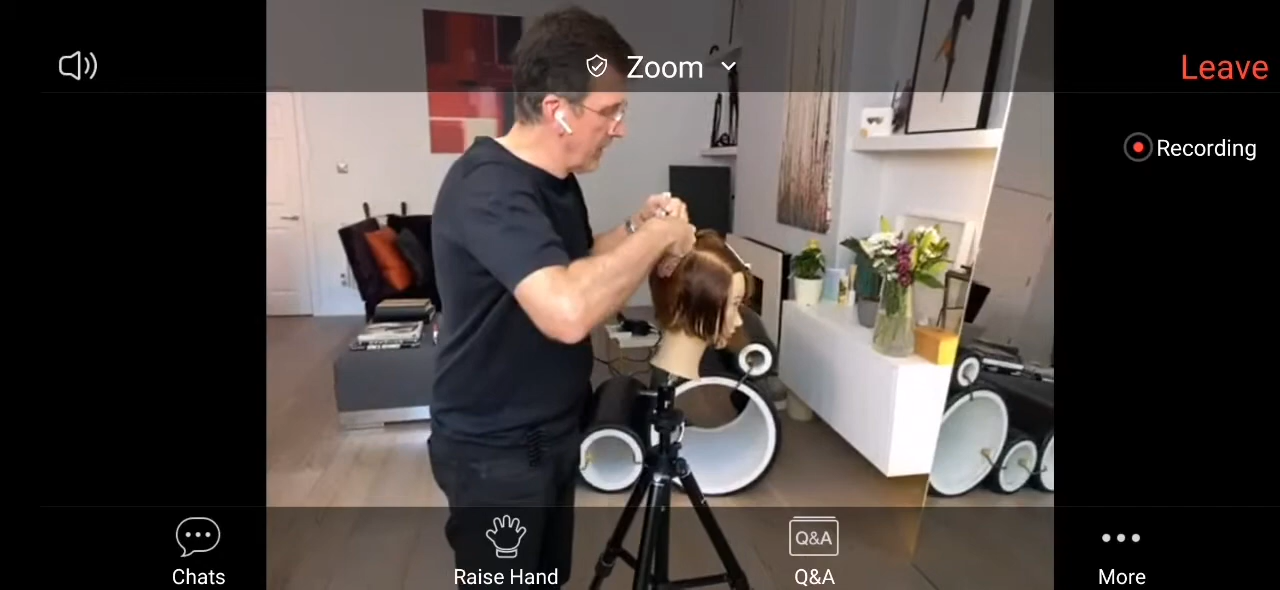 Zoom
Leave
Recording
Chats
Raise Hand
Q&A
Q&A
More